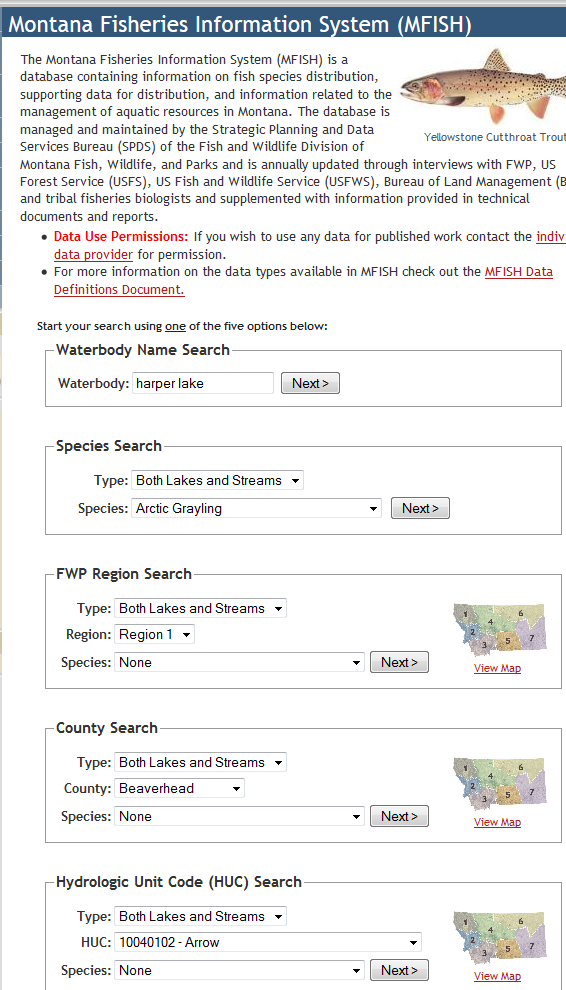 Montana Fisheries Information System (MFISH)
The Montana Fisheries Information System (MFISH) is a
database containing information on fish species distribution,
supporting data for distribution, and information related to the
management of aquatic resources in Montana. The database is
managed and maintained by the Strategic Planning and Data
Services Bureau (SPDS) of the Fish and Wildlife Division of
Montana Fish, Wildlife, and Parks and is annually updated through interviews with FWP, US
Forest Service (USFS), US Fish and Wildlife Service (USFWS), Bureau of Land Management (B
and tribal fisheries biologists and supplemented with information provided in technical
documents and reports.
Yellowstone Cutthroat Trout
• Data Use Permissions: If you wish to use any data for published work contact the indiv
data provider for permission.
• For more information on the data types available in MFISH check out the MFISH Data
Definitions Document.
Start your search using one of the five options below:
Waterbody Name Search
Waterbody: harper lake Next >
Species Search
Type: Both Lakes and Streams
Species: Arctic Grayling Next >
FWP Region Search
Type: Both Lakes and Streams
Region: Region 1
Species: None Next >
1 2 3 4 5 6 7
View Map
County Search
Type: Both Lakes and Streams
County: Beaverhead
Species: None Next >
1 2 3 4 5 6 7
View Map
Hydrologic Unit Code (HUC) Search
Type: Both Lakes and Streams
HUC: 10040102 - Arrow
Species: None Next >
1 2 3 4 5 6 7
View Map